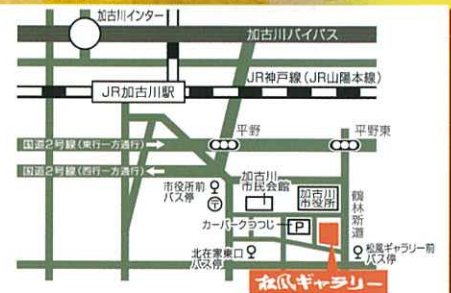 加古川インター
加古川バイパス
JR神戸線(JR山陽本線)
JR加古川駅
平野
平野東
国道2号線(東行一方通行)→
国道2号線(西行一方通行)←
市役所前
バス停
加古川
市民会館
加古川
市役所
鶴林新道
カーパークつつじ
P
北在家東口
バス停
松風ギャラリー前
バス停
松風ギャラリー